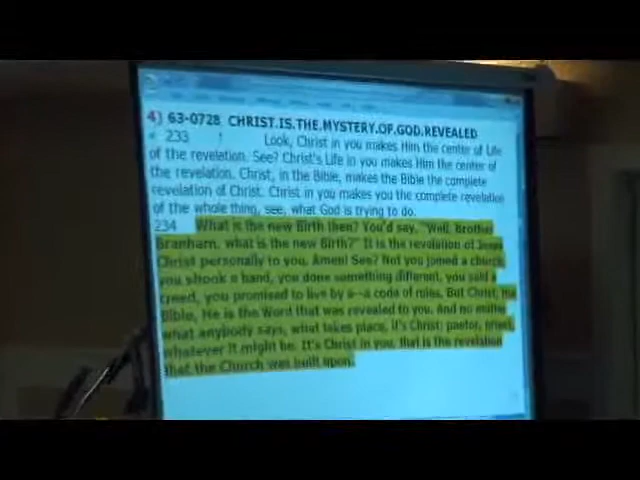 4) 63-0728 CHRIST.IS.THE.MYSTERY.OF.GOD.REVEALED
233 Look, Christ in you makes Him the center of Life
of the revelation. See? Christ's Life in you makes Him the center of
the revelation. Christ, in the Bible, makes the Bible the complete
revelation of Christ. Christ in you makes you the complete revelation
of the whole thing, see, what God is trying to do.
234 What is the new Birth then? You'd say, "Well, Brother
Branham, what is the new Birth?" It is the revelation of Jesus
Christ personally to you. Amen! See? Not you joined a church,
you shook a hand, you done something different, you said a
creed, you promised to live by a--a code of rules. But Christ, the
Bible, He is the Word that was revealed to you. And no matter
what anybody says, what takes place, it's Christ; pastor, priest,
whatever it might be. It's Christ in you, that is the revelation
that the Church was built upon.